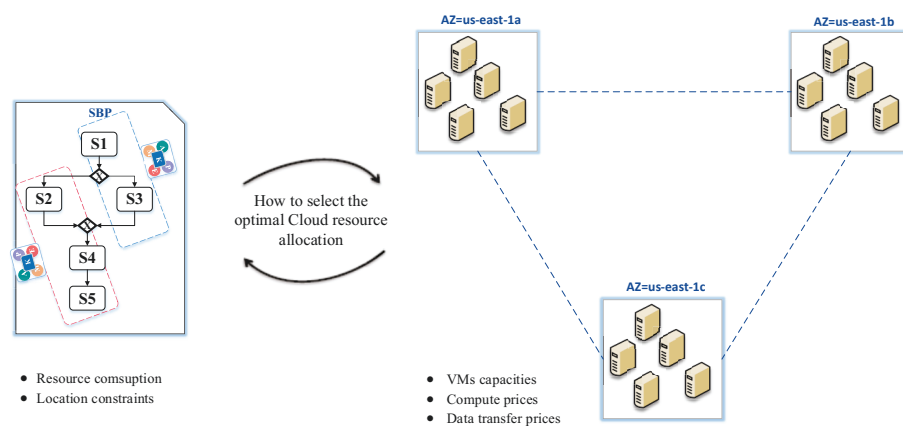 SBP
S1
S2
S3
S4
S5
• Resource comsuption
• Location constraints
How to select the
optimal Cloud resource
allocation
AZ=us-east-1a
AZ=us-east-1b
AZ=us-east-1c
• VMs capacities
• Compute prices
• Data transfer prices